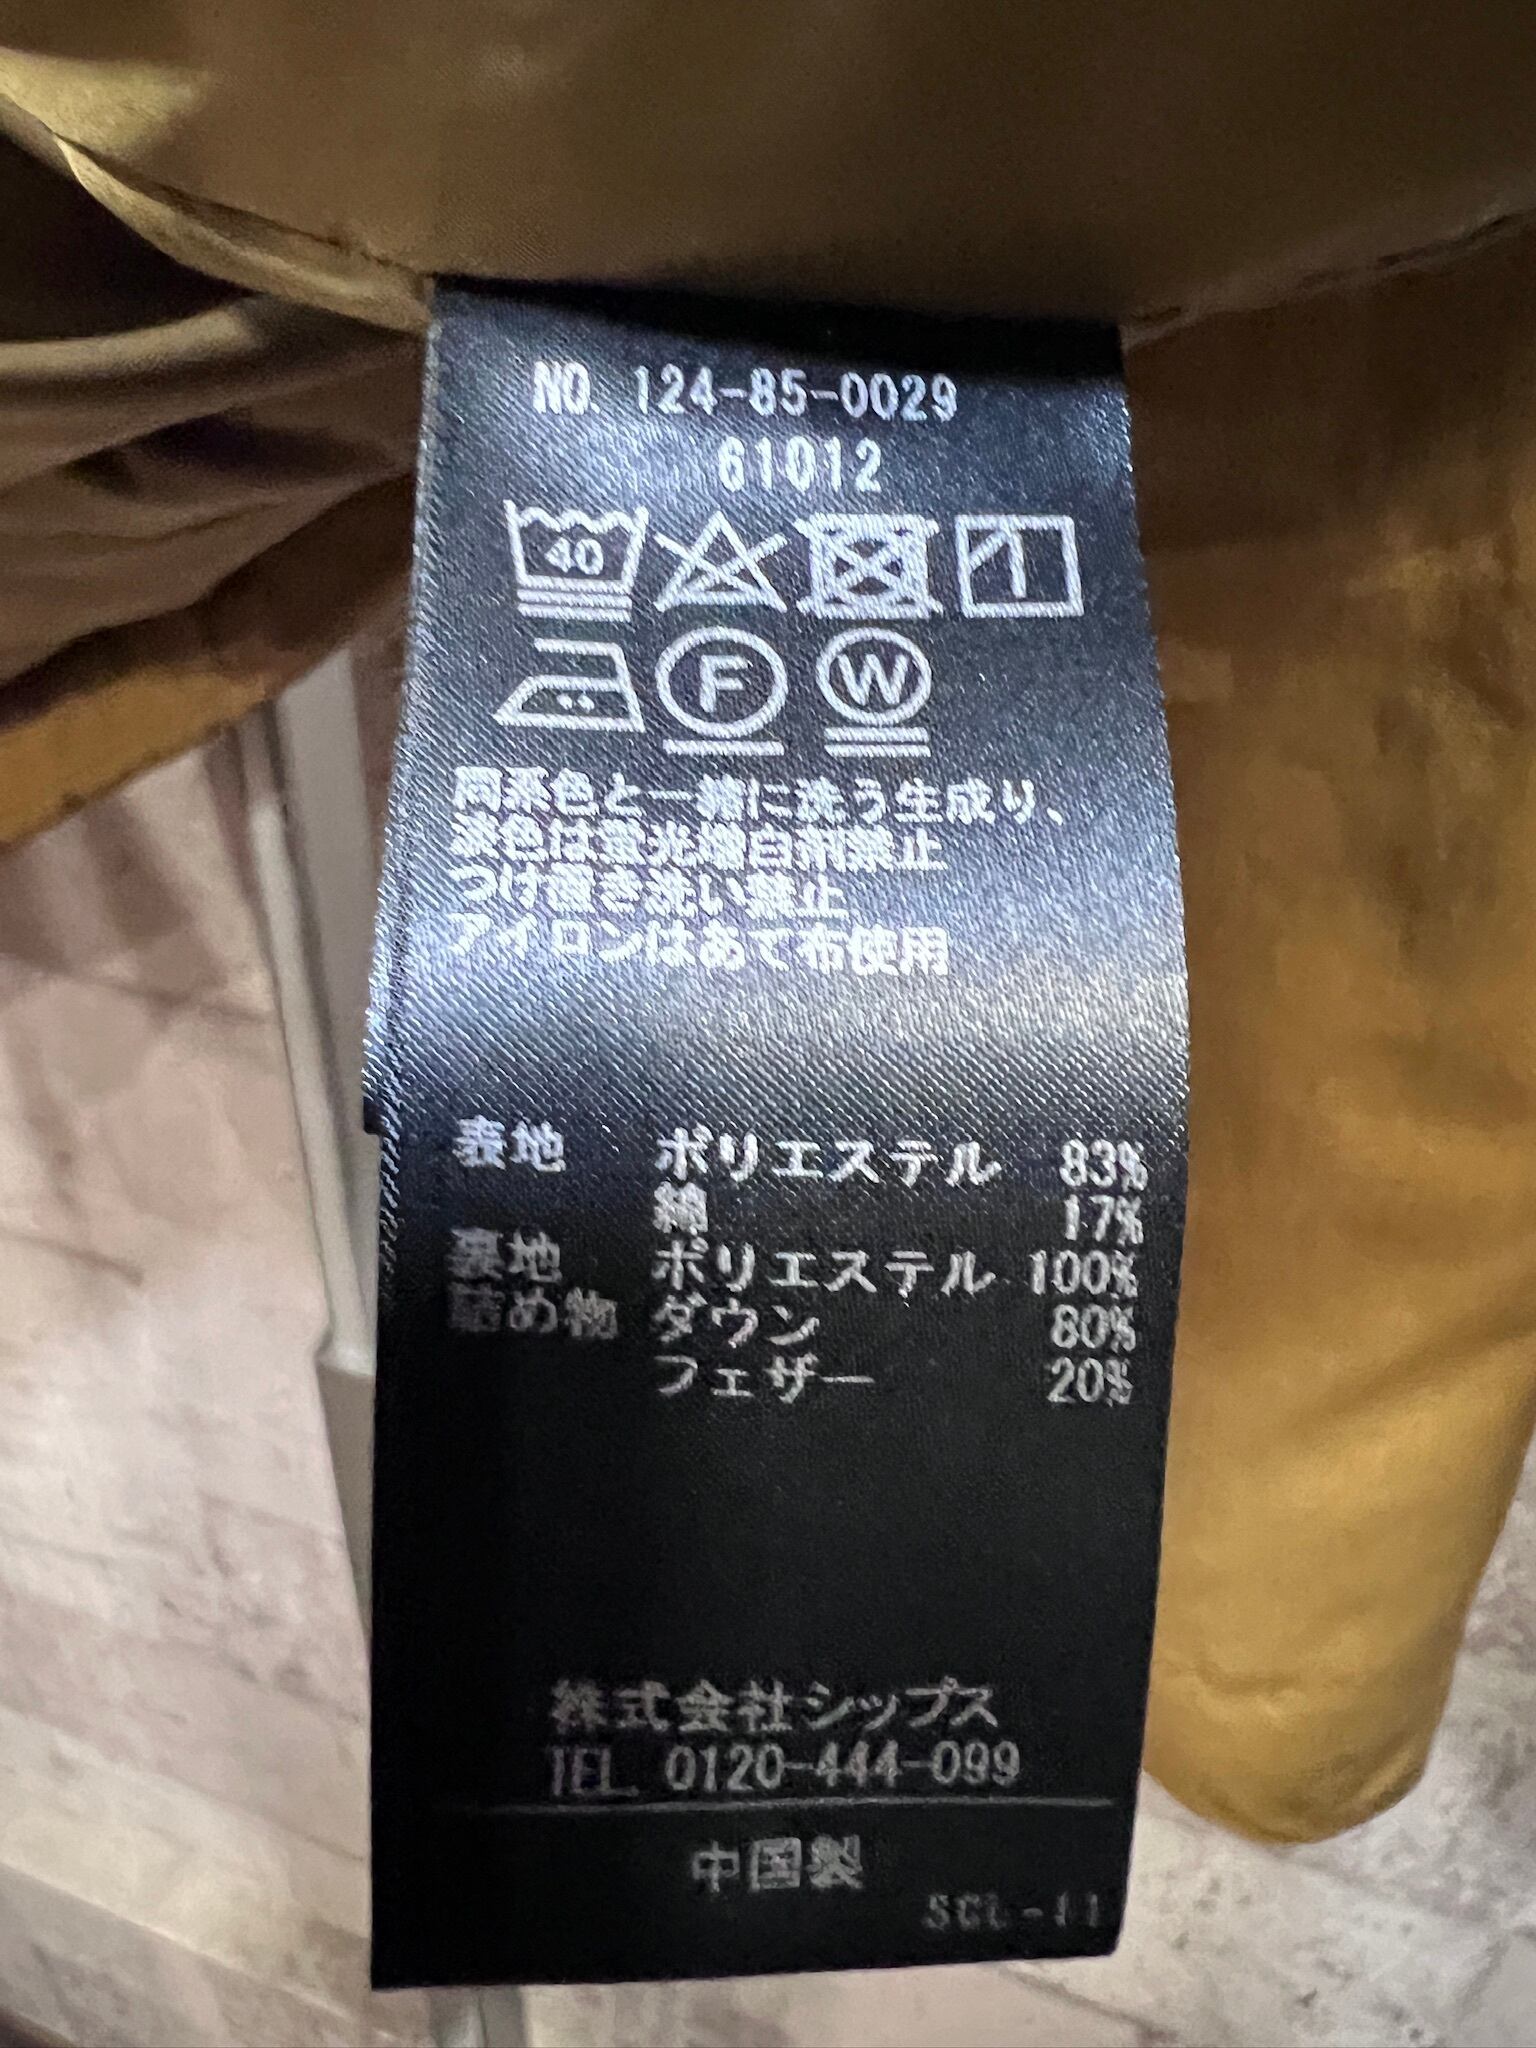 NO. 124-85-0029
61012
40
F W
同系色と一緒に洗う生成り、
淡色は蛍光増白剤禁止
つけ置き洗い禁止
アイロンはあて布使用
表地 ポリエステル 83%
綿 17%
裏地 ポリエステル 100%
詰め物 ダウン 80%
フェザー 20%
株式会社シップス
TEL. 0120-444-099
中国製
SCL-11